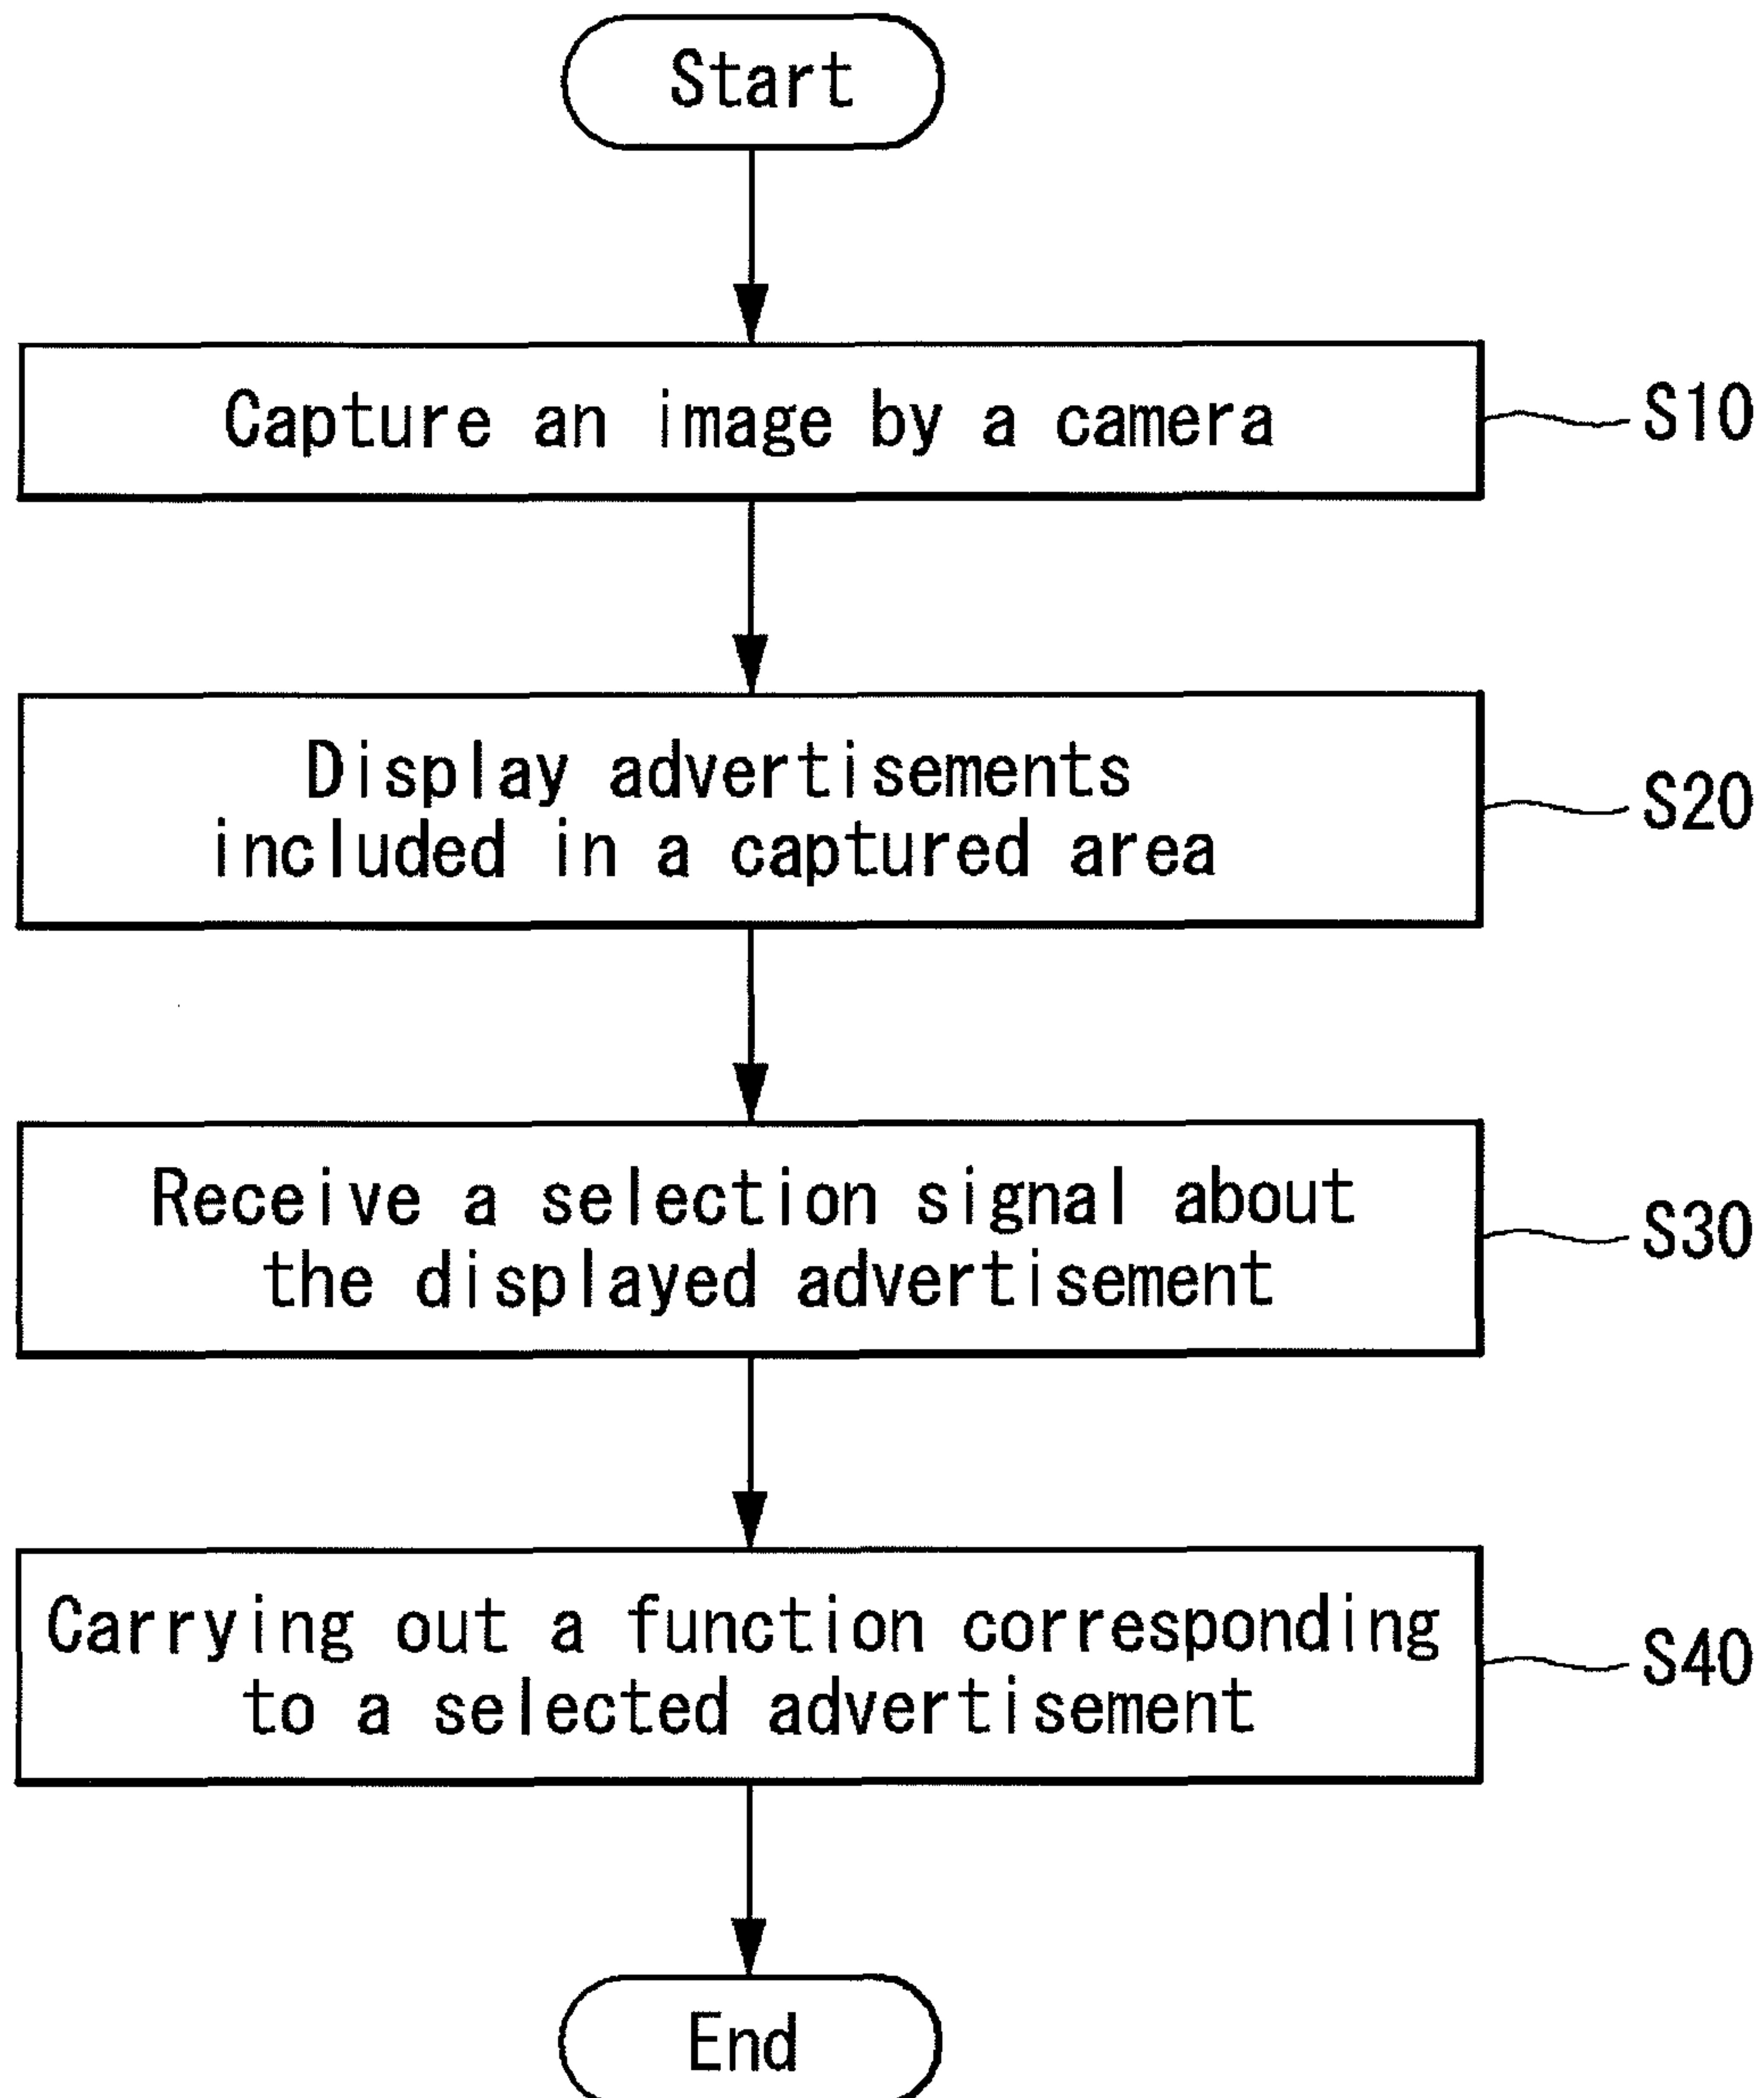 Start
Capture an image by a camera
S10
Display advertisements
included in a captured area
S20
Receive a selection signal about
the displayed advertisement
S30
Carrying out a function corresponding
to a selected advertisement
S40
End